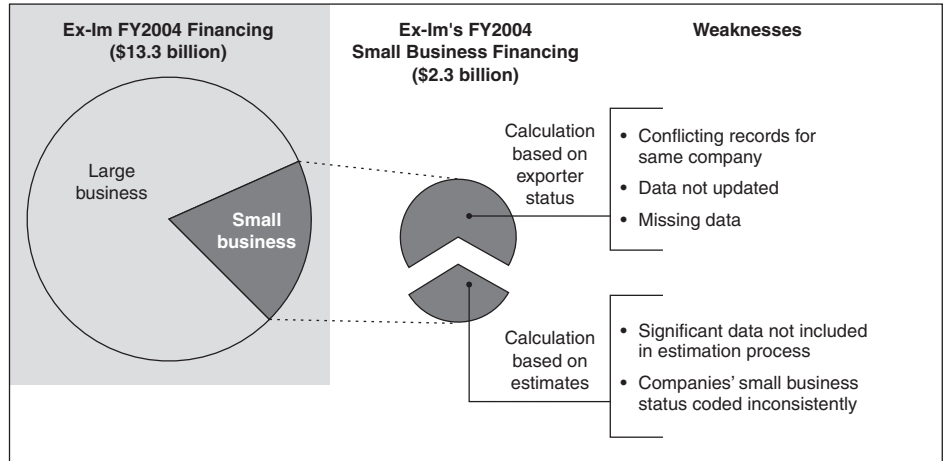 Ex-Im FY2004 Financing
($13.3 billion)
Large
business
Small
business
Ex-Im's FY2004
Small Business Financing
($2.3 billion)
Calculation
based on
exporter
status
Calculation
based on
estimates
Weaknesses
• Conflicting records for
same company
• Data not updated
• Missing data
• Significant data not included
in estimation process
• Companies' small business
status coded inconsistently